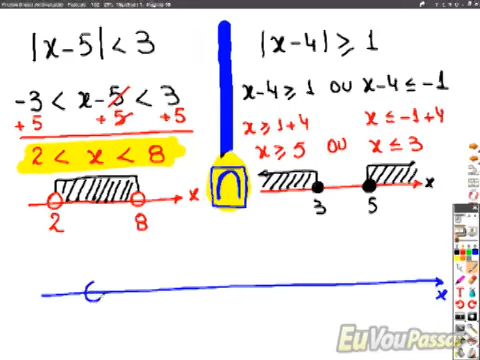 |x-5| < 3
-3 < x-5 < 3
+5 +5 +5
2 < x < 8
2 8 x
|x-4| ≥ 1
x-4 ≥ 1 OU x-4 ≤ -1
x ≥ 1+4 x ≤ -1+4
x ≥ 5 OU x ≤ 3
3 5 x
∩
x
EuVouPassar